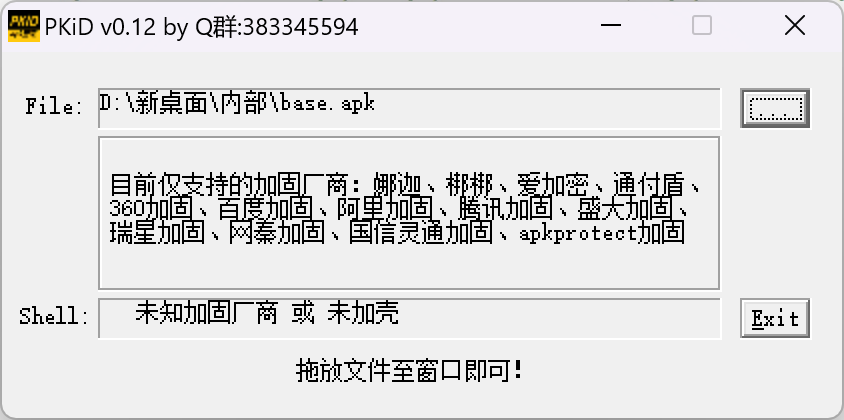 PKiD v0.12 by Q群:383345594
File: D:\新桌面\内部\base.apk ...
目前仅支持的加固厂商：娜迦、梆梆、爱加密、通付盾、
360加固、百度加固、阿里加固、腾讯加固、盛大加固、
瑞星加固、网秦加固、国信灵通加固、apkprotect加固
Shell: 未知加固厂商 或 未加壳 Exit
拖放文件至窗口即可!